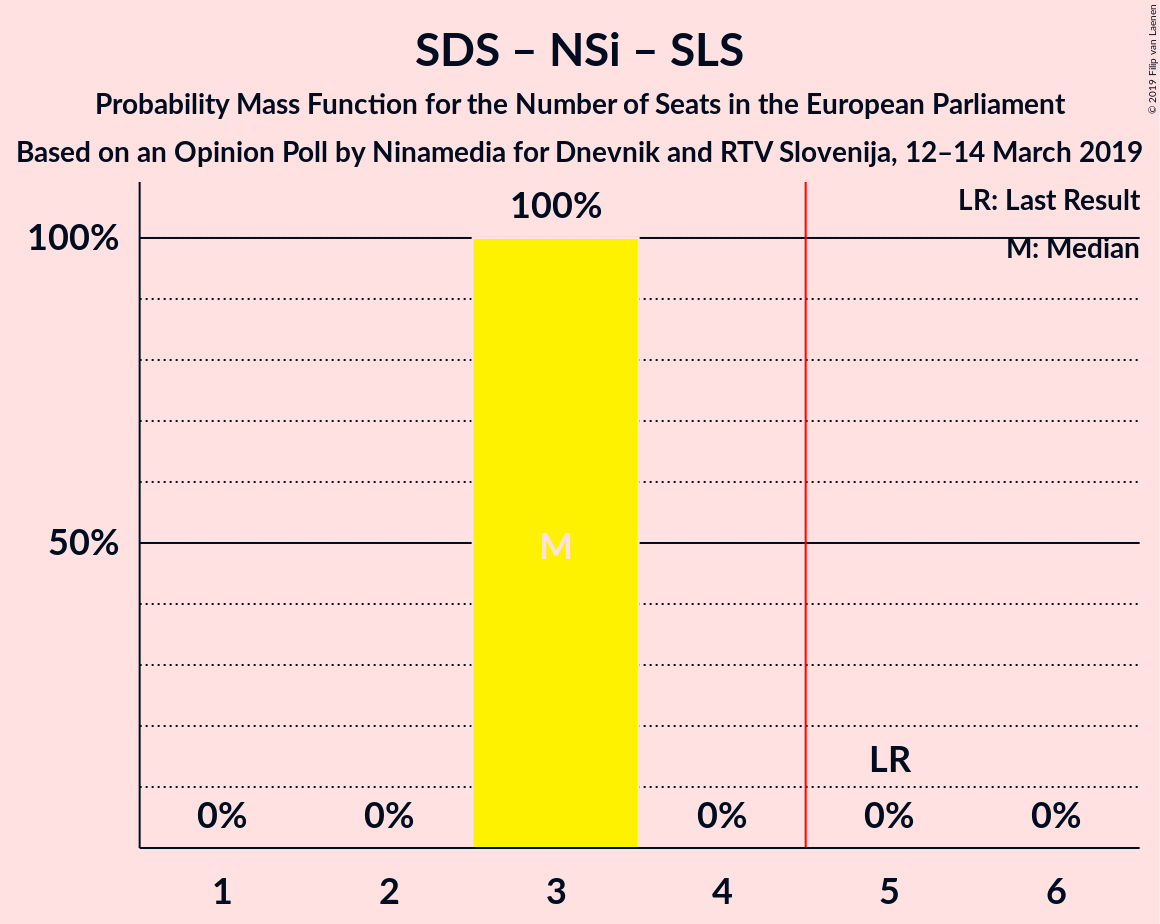 SDS – NSi – SLS
Probability Mass Function for the Number of Seats in the European Parliament
Based on an Opinion Poll by Ninamedia for Dnevnik and RTV Slovenija, 12–14 March 2019
© 2019 Filip van Laenen
LR: Last Result
M: Median
100%
100%
50%
M
LR
0% 0% 0% 0% 0%
1 2 3 4 5 6